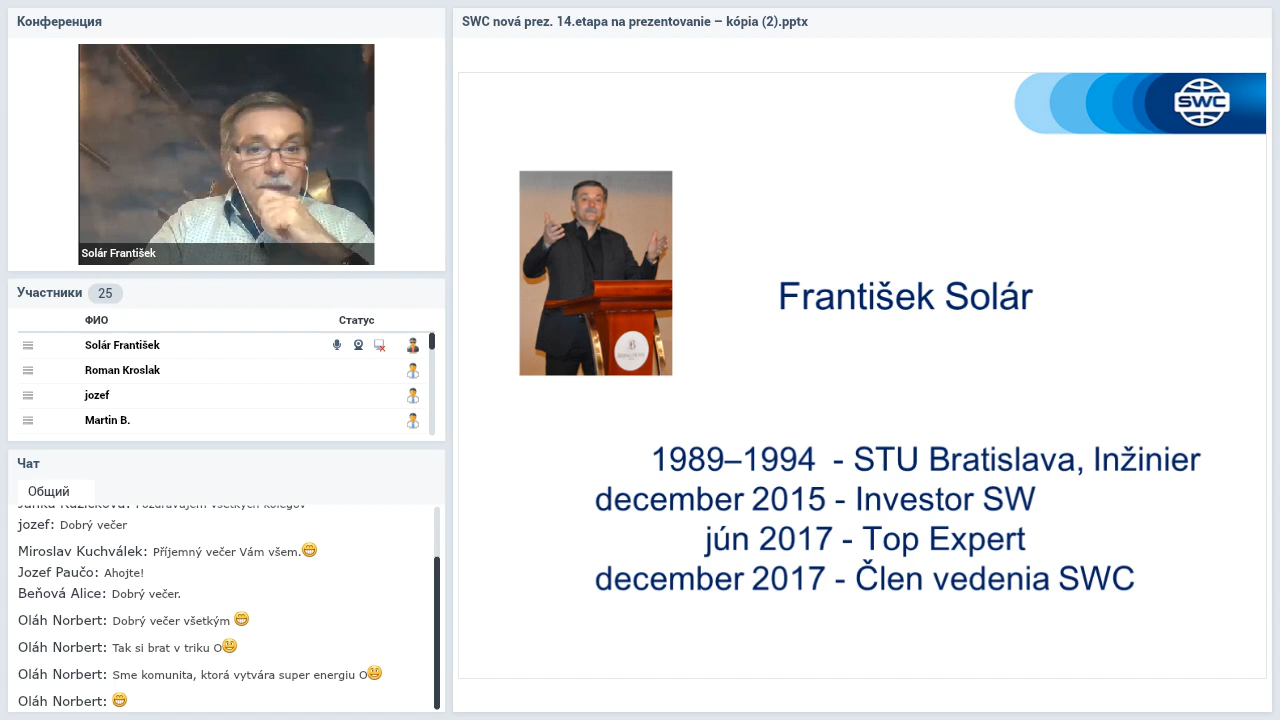 Конференция
Solár František
Участники 25
ФИО Статус
Solár František
Roman Kroslak
jozef
Martin B.
Чат
Общий
jozef: Dobrý večer
Miroslav Kuchválek: Příjemný večer Vám všem.
Jozef Paučo: Ahojte!
Beňová Alice: Dobrý večer.
Oláh Norbert: Dobrý večer všetkým
Oláh Norbert: Tak si brat v triku O
Oláh Norbert: Sme komunita, ktorá vytvára super energiu O
Oláh Norbert:
SWC nová prez. 14.etapa na prezentovanie – kópia (2).pptx
SWC
František Solár
1989–1994 - STU Bratislava, Inžinier
december 2015 - Investor SW
jún 2017 - Top Expert
december 2017 - Člen vedenia SWC